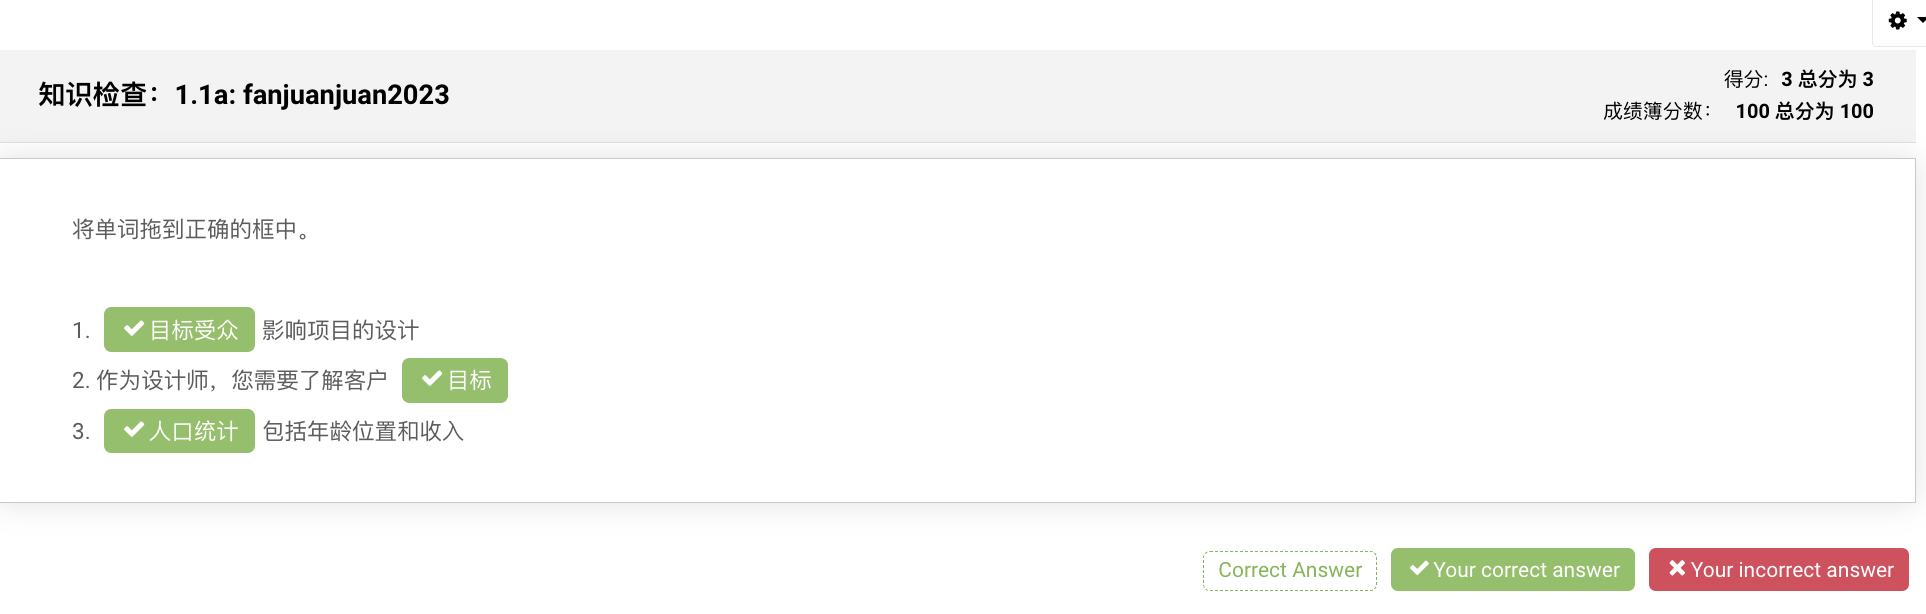 知识检查：1.1a: fanjuanjuan2023
得分: 3 总分为 3
成绩簿分数: 100 总分为 100
将单词拖到正确的框中。
1. 目标受众 影响项目的设计
2. 作为设计师，您需要了解客户 目标
3. 人口统计 包括年龄位置和收入
Correct Answer Your correct answer Your incorrect answer